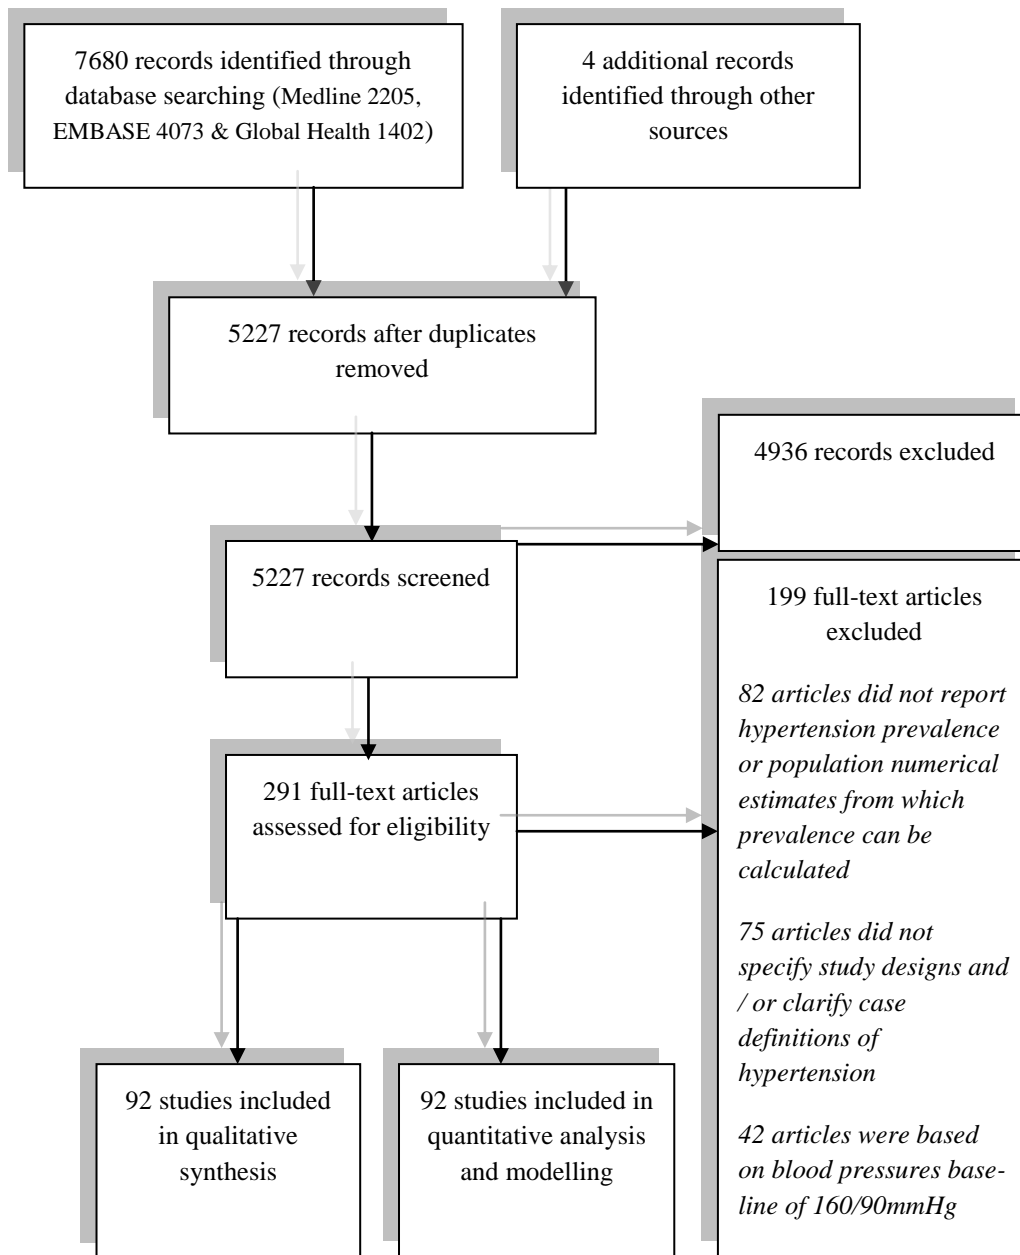 7680 records identified through
database searching (Medline 2205,
EMBASE 4073 & Global Health 1402)
4 additional records
identified through other
sources
5227 records after duplicates
removed
4936 records excluded
5227 records screened
199 full-text articles
excluded
82 articles did not report
hypertension prevalence
or population numerical
estimates from which
prevalence can be
calculated
75 articles did not
specify study designs and
/ or clarify case
definitions of
hypertension
42 articles were based
on blood pressures base-
line of 160/90mmHg
291 full-text articles
assessed for eligibility
92 studies included
in qualitative
synthesis
92 studies included in
quantitative analysis
and modelling